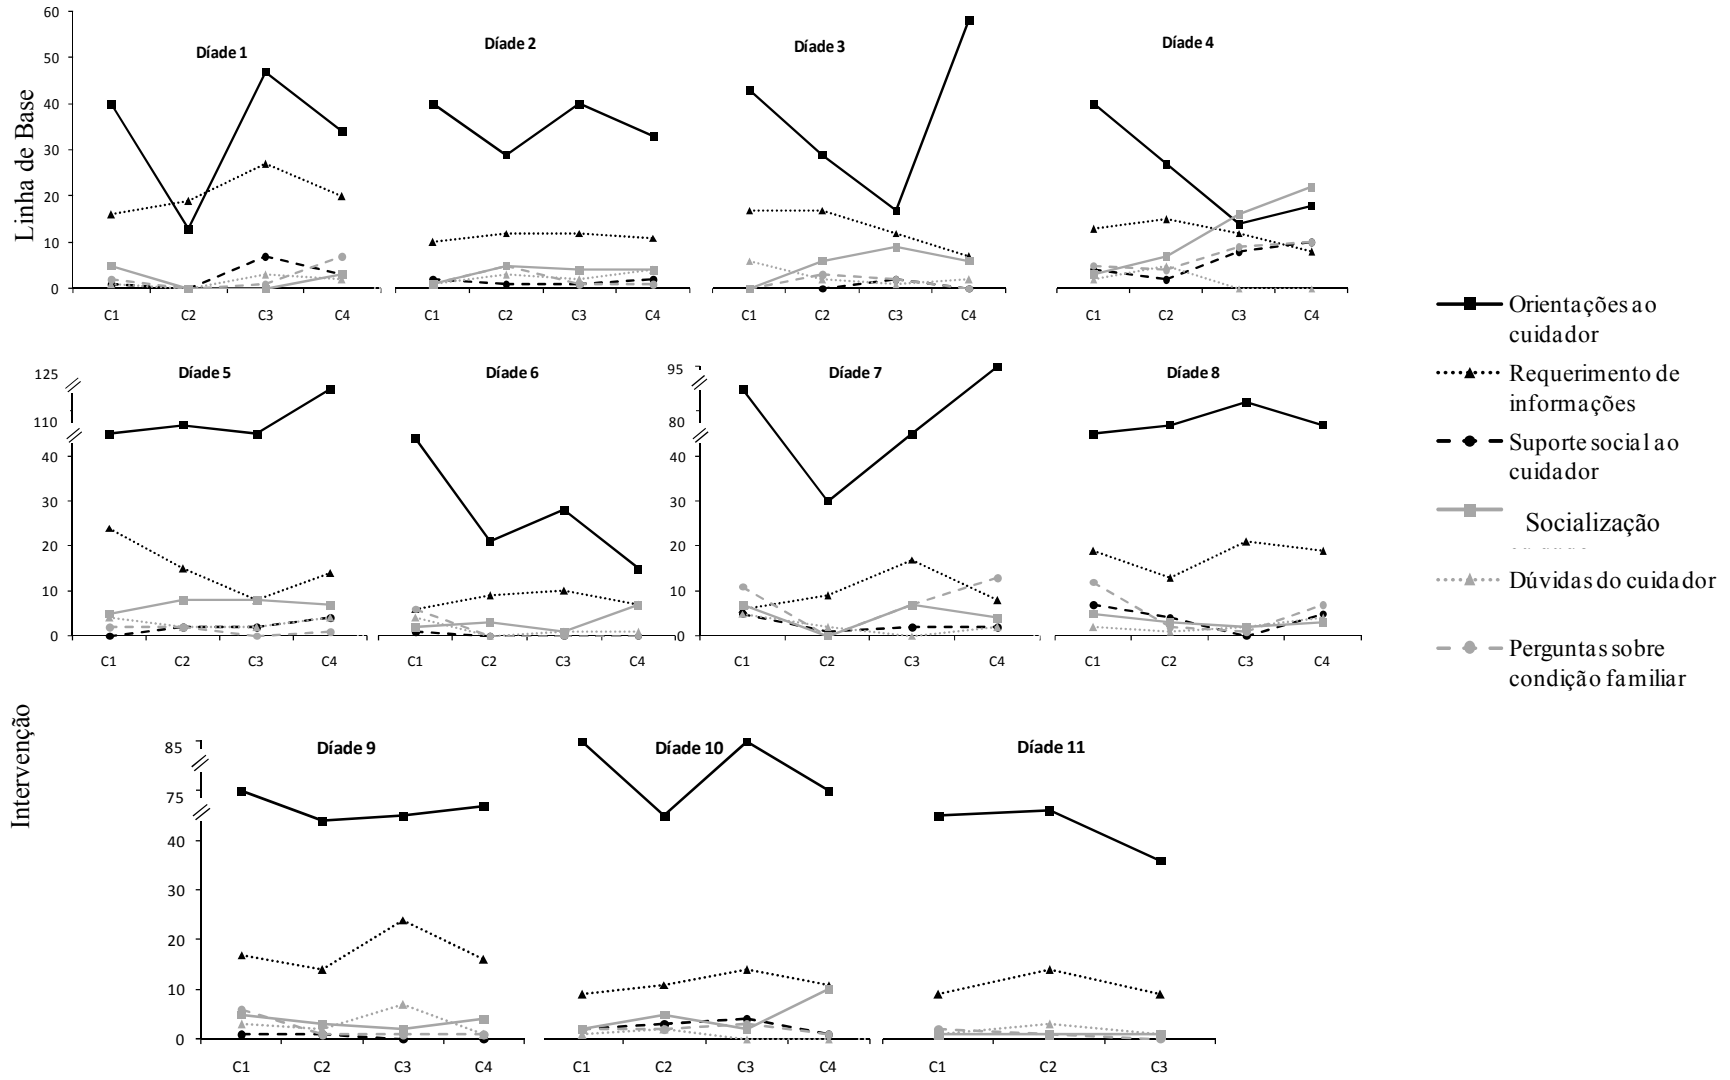 60
Díade 1
Díade 2
Díade 3
Díade 4
50
40
30
20
10
0
Linha de Base
C1 C2 C3 C4
C1 C2 C3 C4
C1 C2 C3 C4
C1 C2 C3 C4
Orientações ao
cuidador
Requerimento de
informações
Suporte social ao
cuidador
Socialização
Dúvidas do cuidador
Perguntas sobre
condição familiar
Díade 5
Díade 6
Díade 7
Díade 8
125
110
40
30
20
10
0
95
80
40
30
20
10
0
C1 C2 C3 C4
C1 C2 C3 C4
C1 C2 C3 C4
C1 C2 C3 C4
Intervenção
Díade 9
Díade 10
Díade 11
85
75
40
30
20
10
0
C1 C2 C3 C4
C1 C2 C3 C4
C1 C2 C3